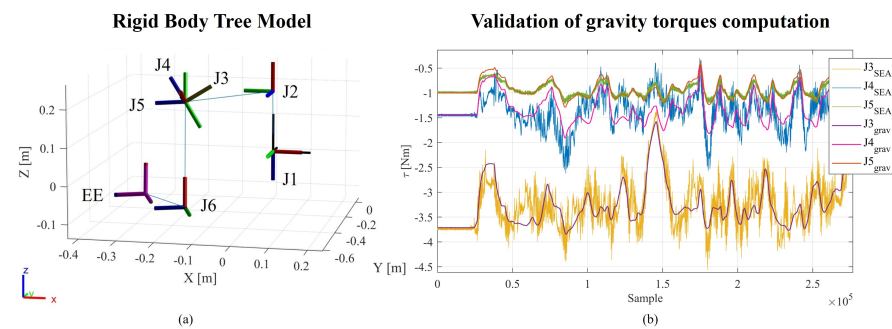 Rigid Body Tree Model
J4
J3
J5
J2
J1
EE
J6
0.2
0.1
0
-0.1
Z [m]
-0.4
-0.3
-0.2
-0.1
0
0.1
0.2
X [m]
0
-0.2
-0.4
-0.6
Y [m]
z
y
x
(a)
Validation of gravity torques computation
-0.5
-1
-1.5
-2
-2.5
-3
-3.5
-4
-4.5
τ [Nm]
0
0.5
1
1.5
2
2.5
×10⁵
Sample
J3SEA
J4SEA
J5SEA
J3grav
J4grav
J5grav
(b)